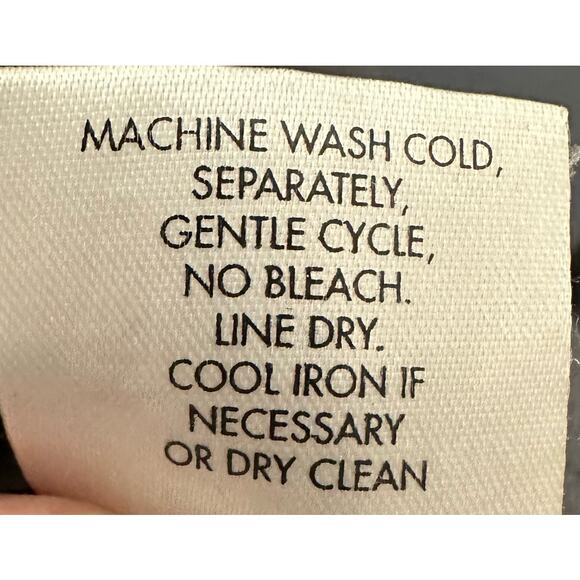 MACHINE WASH COLD,
SEPARATELY,
GENTLE CYCLE,
NO BLEACH.
LINE DRY.
COOL IRON IF
NECESSARY
OR DRY CLEAN